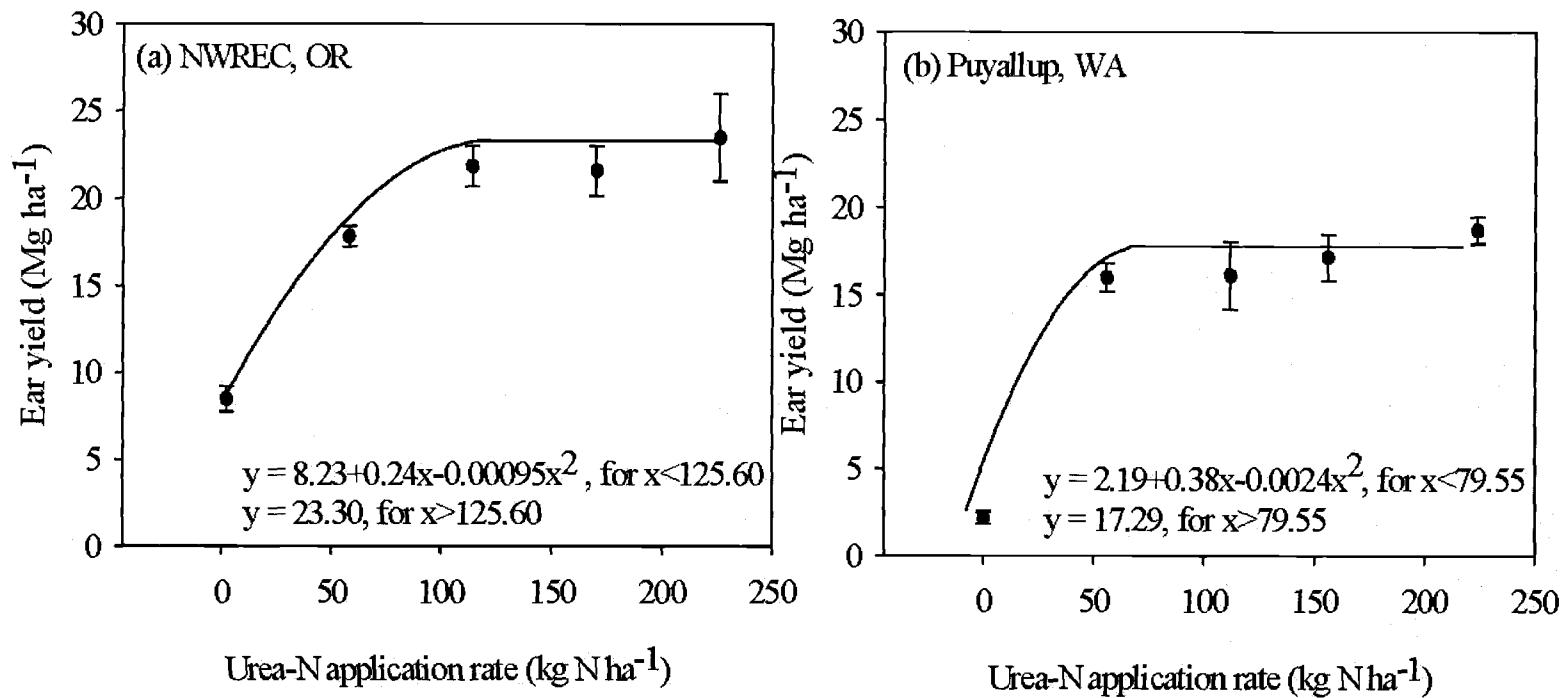 (a) NWREC, OR
30
25
20
15
10
5
0
Ear yield (Mg ha-1)
y = 8.23+0.24x-0.00095x2 , for x<125.60
y = 23.30, for x>125.60
0 50 100 150 200 250
Urea-N application rate (kg N ha-1)
(b) Puyallup, WA
30
25
20
15
10
5
0
Ear yield (Mg ha-1)
y = 2.19+0.38x-0.0024x2, for x<79.55
y = 17.29, for x>79.55
0 50 100 150 200 250
Urea-N application rate (kg N ha-1)